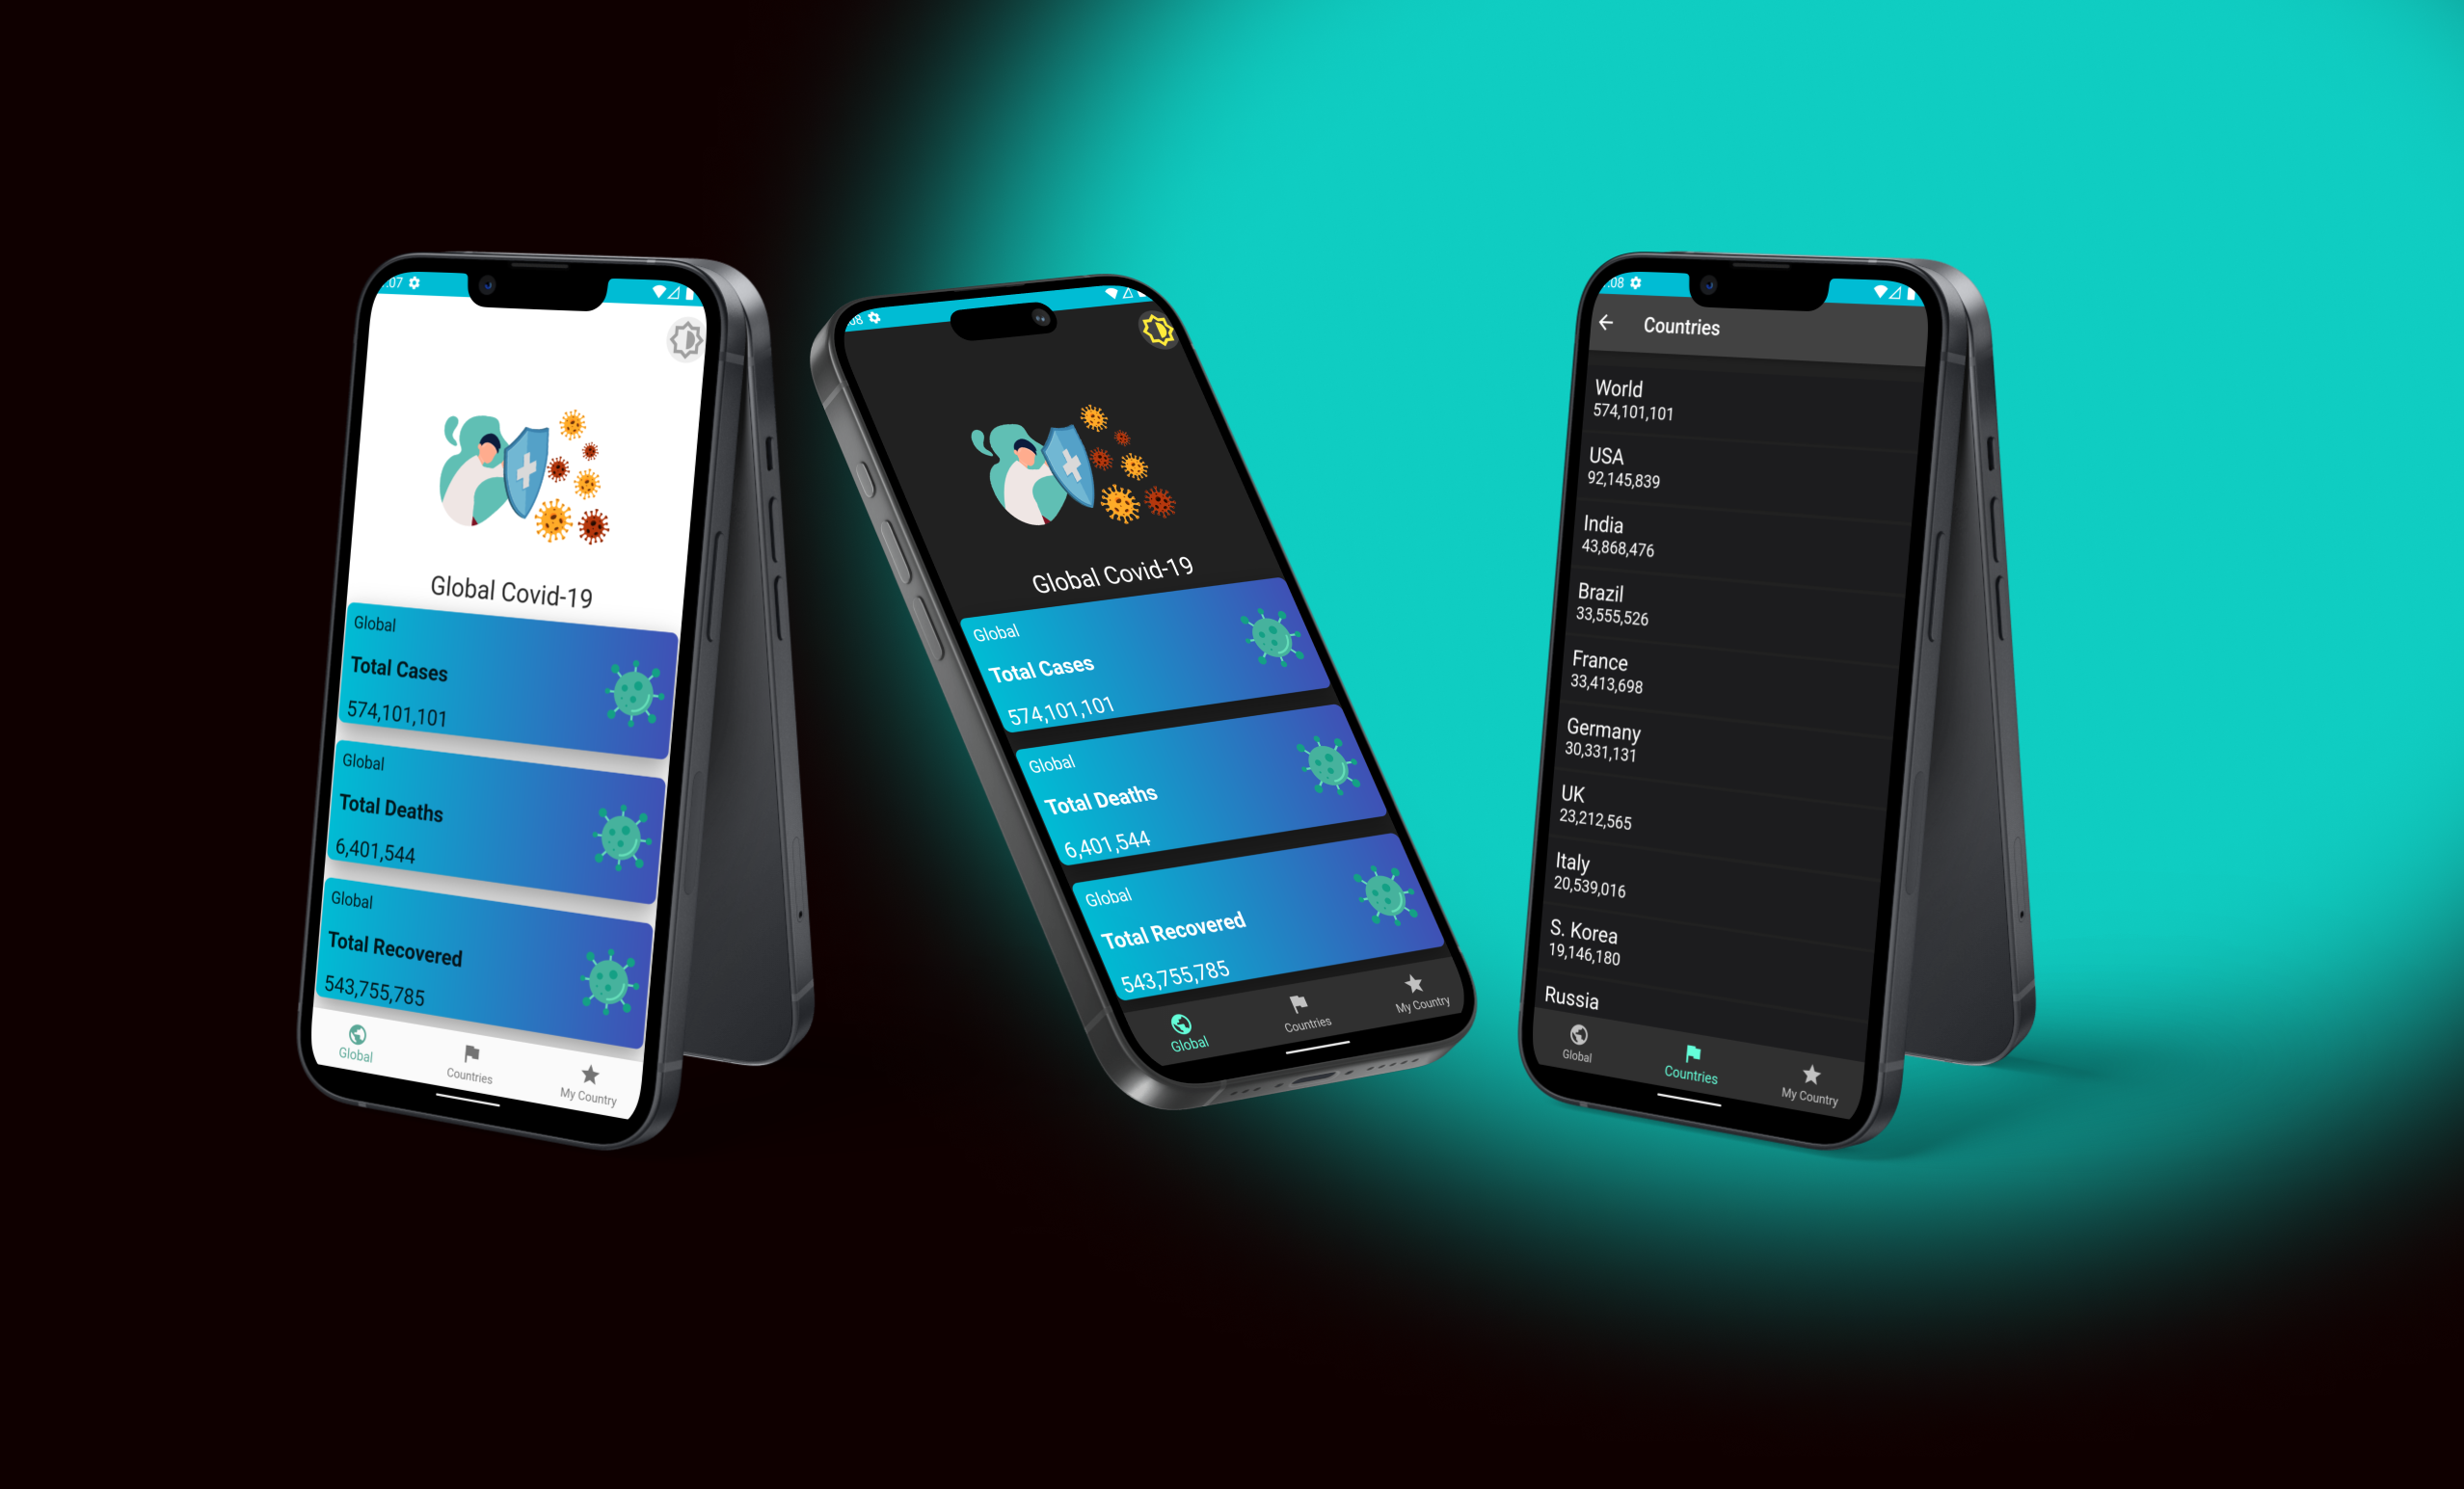 :07
Global Covid-19
Global
Total Cases
574,101,101
Global
Total Deaths
6,401,544
Global
Total Recovered
543,755,785
Global
Countries
My Country
:08
Global Covid-19
Global
Total Cases
574,101,101
Global
Total Deaths
6,401,544
Global
Total Recovered
543,755,785
Global
Countries
My Country
:08
Countries
World
574,101,101
USA
92,145,839
India
43,868,476
Brazil
33,555,526
France
33,413,698
Germany
30,331,131
UK
23,212,565
Italy
20,539,016
S. Korea
19,146,180
Russia
Global
Countries
My Country